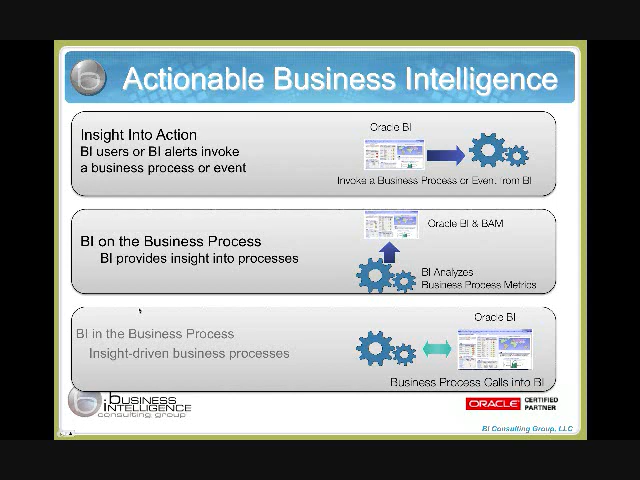 b
Actionable Business Intelligence
Insight Into Action
BI users or BI alerts invoke
a business process or event
Oracle BI
Invoke a Business Process or Event from BI
BI on the Business Process
BI provides insight into processes
Oracle BI & BAM
BI Analyzes
Business Process Metrics
BI in the Business Process
Insight-driven business processes
Oracle BI
Business Process Calls into BI
BUSINESS
INTELLIGENCE
consulting group
ORACLE
CERTIFIED
PARTNER
BI Consulting Group, LLC